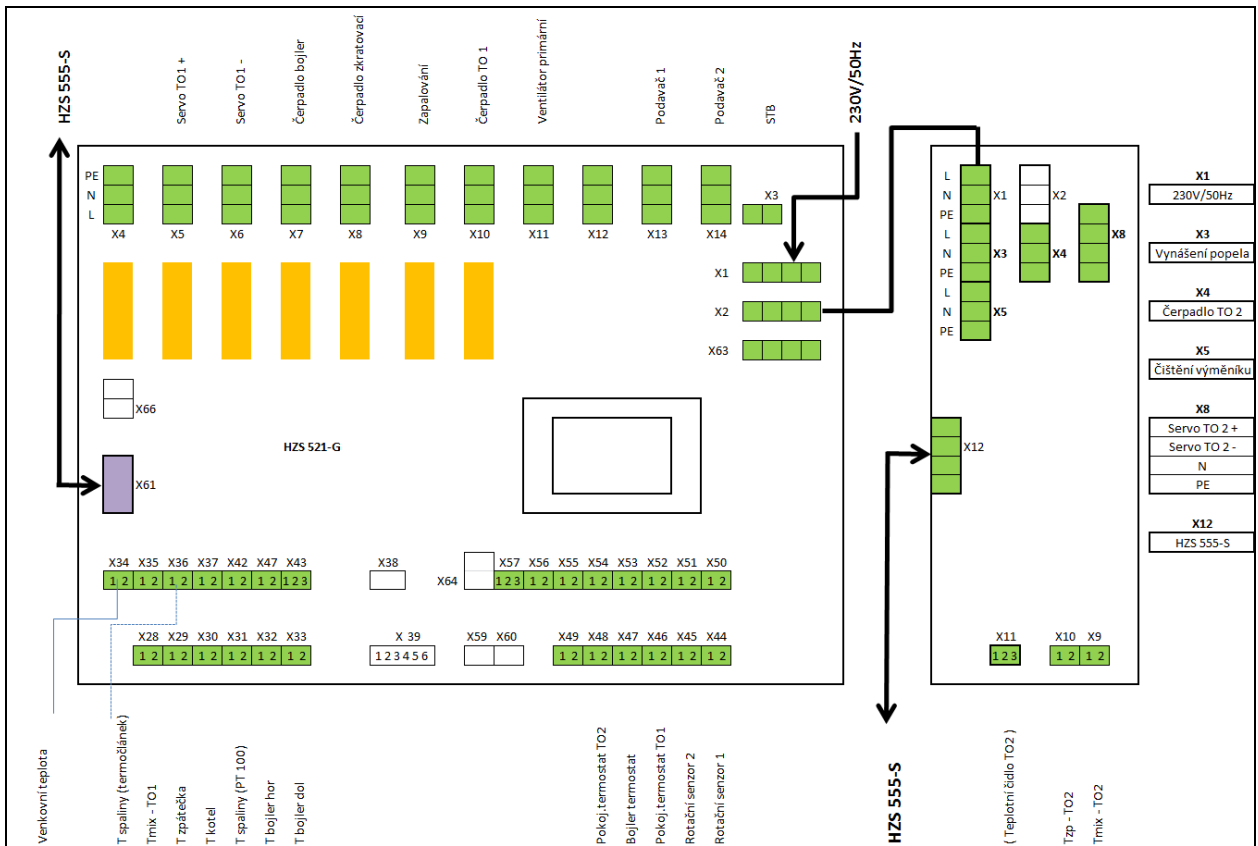 HZS 555-S
Servo TO1 +
Servo TO1 -
Čerpadlo bojler
Čerpadlo zkratovací
Zapalování
Čerpadlo TO 1
Ventilátor primární
Podavač 1
Podavač 2
STB
230V/50Hz
PE
N
L
X4
X5
X6
X7
X8
X9
X10
X11
X12
X13
X14
X3
X1
X2
X63
X66
HZS 521-G
X61
X34 X35 X36 X37 X42 X47 X43
1 2 1 2 1 2 1 2 1 2 1 2 1 2 3
X38
X64
X57 X56 X55 X54 X53 X52 X51 X50
1 2 3 1 2 1 2 1 2 1 2 1 2 1 2 1 2
X28 X29 X30 X31 X32 X33
1 2 1 2 1 2 1 2 1 2 1 2
X 39
1 2 3 4 5 6
X59 X60
X49 X48 X47 X46 X45 X44
1 2 1 2 1 2 1 2 1 2 1 2
Venkovní teplota
T spaliny (termočlánek)
Tmix - TO1
T zpátečka
T kotel
T spaliny (PT 100)
T bojler hor
T bojler dol
Pokoj.termostat TO2
Bojler termostat
Pokoj.termostat TO1
Rotační senzor 2
Rotační senzor 1
L
N
PE
L
N
PE
L
N
PE
X1
X2
X3
X4
X8
X5
X12
X11
1 2 3
X10 X9
1 2 1 2
HZS 555-S
( Teplotní čidlo TO2 )
Tzp - TO2
Tmix - TO2
X1
230V/50Hz
X3
Vynášení popela
X4
Čerpadlo TO 2
X5
Čištění výměníku
X8
Servo TO 2 +
Servo TO 2 -
N
PE
X12
HZS 555-S